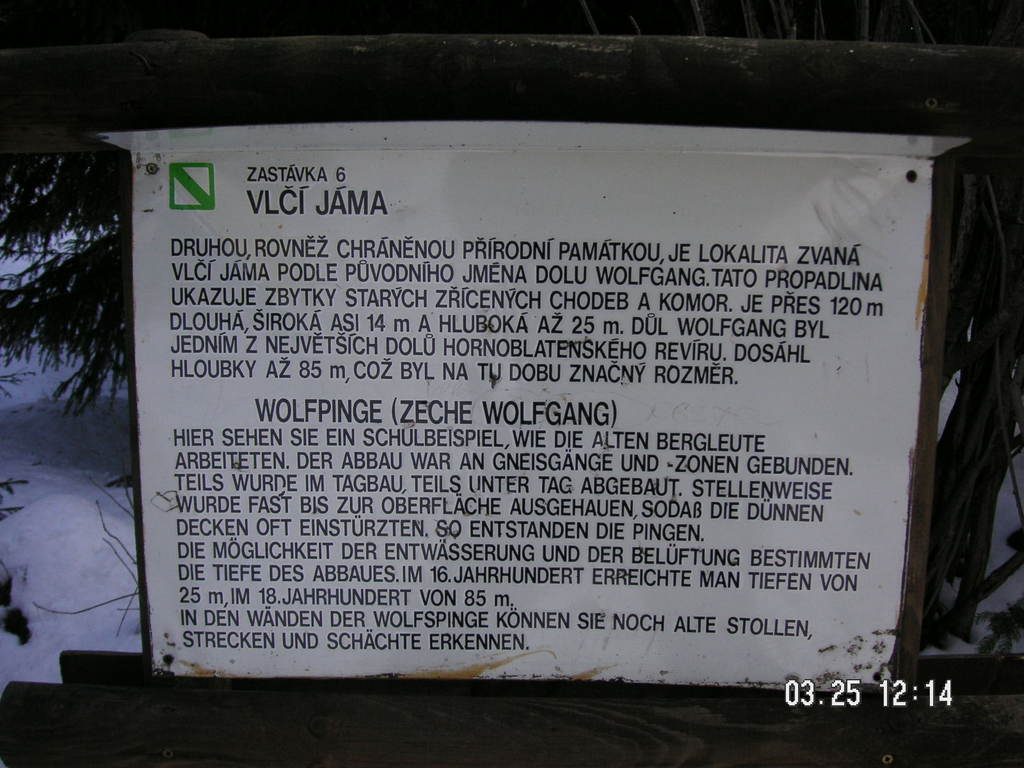 ZASTÁVKA 6
VLČÍ JÁMA
DRUHOU, ROVNĚŽ CHRÁNĚNOU PŘÍRODNÍ PAMÁTKOU, JE LOKALITA ZVANÁ
VLČÍ JÁMA PODLE PŮVODNÍHO JMÉNA DOLU WOLFGANG. TATO PROPADLINA
UKAZUJE ZBYTKY STARÝCH ZŘÍCENÝCH CHODEB A KOMOR. JE PŘES 120 m
DLOUHÁ, ŠIROKÁ ASI 14 m A HLUBOKÁ AŽ 25 m. DŮL WOLFGANG BYL
JEDNÍM Z NEJVĚTŠÍCH DOLŮ HORNOBLATENSKÉHO REVÍRU. DOSÁHL
HLOUBKY AŽ 85 m, COŽ BYL NA TU DOBU ZNAČNÝ ROZMĚR.
WOLFPINGE (ZECHE WOLFGANG)
HIER SEHEN SIE EIN SCHULBEISPIEL, WIE DIE ALTEN BERGLEUTE
ARBEITETEN. DER ABBAU WAR AN GNEISGÄNGE UND -ZONEN GEBUNDEN.
TEILS WURDE IM TAGBAU, TEILS UNTER TAG ABGEBAUT. STELLENWEISE
WURDE FAST BIS ZUR OBERFLÄCHE AUSGEHAUEN, SODAß DIE DÜNNEN
DECKEN OFT EINSTÜRZTEN. SO ENTSTANDEN DIE PINGEN.
DIE MÖGLICHKEIT DER ENTWÄSSERUNG UND DER BELÜFTUNG BESTIMMTEN
DIE TIEFE DES ABBAUES. IM 16. JAHRHUNDERT ERREICHTE MAN TIEFEN VON
25 m, IM 18. JAHRHUNDERT VON 85 m.
IN DEN WÄNDEN DER WOLFSPINGE KÖNNEN SIE NOCH ALTE STOLLEN,
STRECKEN UND SCHÄCHTE ERKENNEN.
03.25 12:14